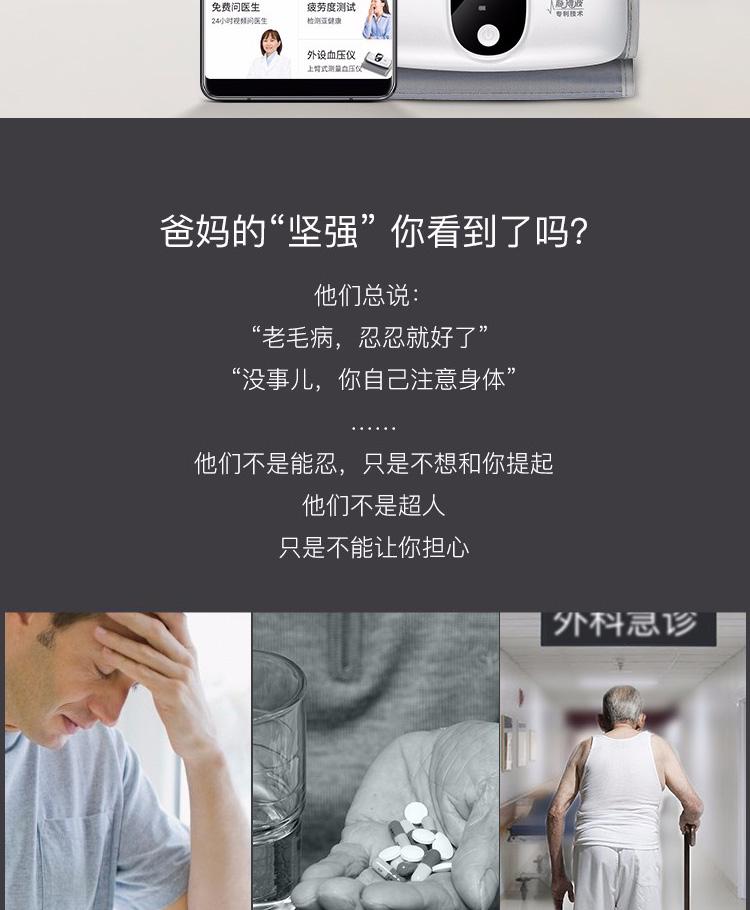 免费问医生
24小时视频问医生
疲劳度测试
检测亚健康
外设血压仪
上臂式测量血压仪
专利技术
爸妈的“坚强” 你看到了吗?
他们总说：
“老毛病，忍忍就好了”
“没事儿，你自己注意身体”
......
他们不是能忍，只是不想和你提起
他们不是超人
只是不能让你担心
外科急诊